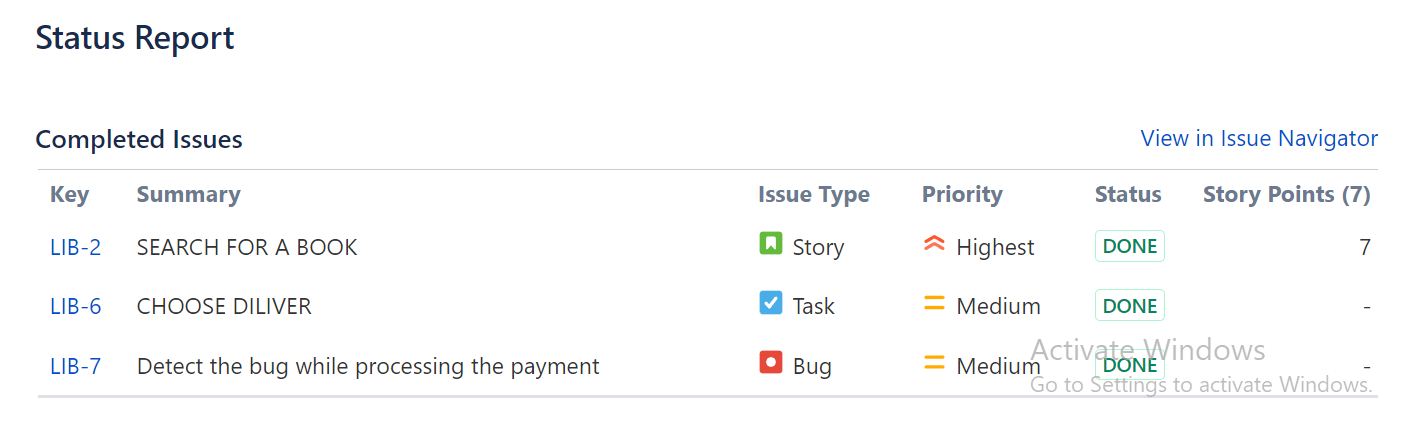 Status Report
Completed Issues View in Issue Navigator
Key Summary Issue Type Priority Status Story Points (7)
LIB-2 SEARCH FOR A BOOK Story Highest DONE 7
LIB-6 CHOOSE DILIVER Task Medium DONE -
LIB-7 Detect the bug while processing the payment Bug Medium DONE -
Activate Windows
Go to Settings to activate Windows.